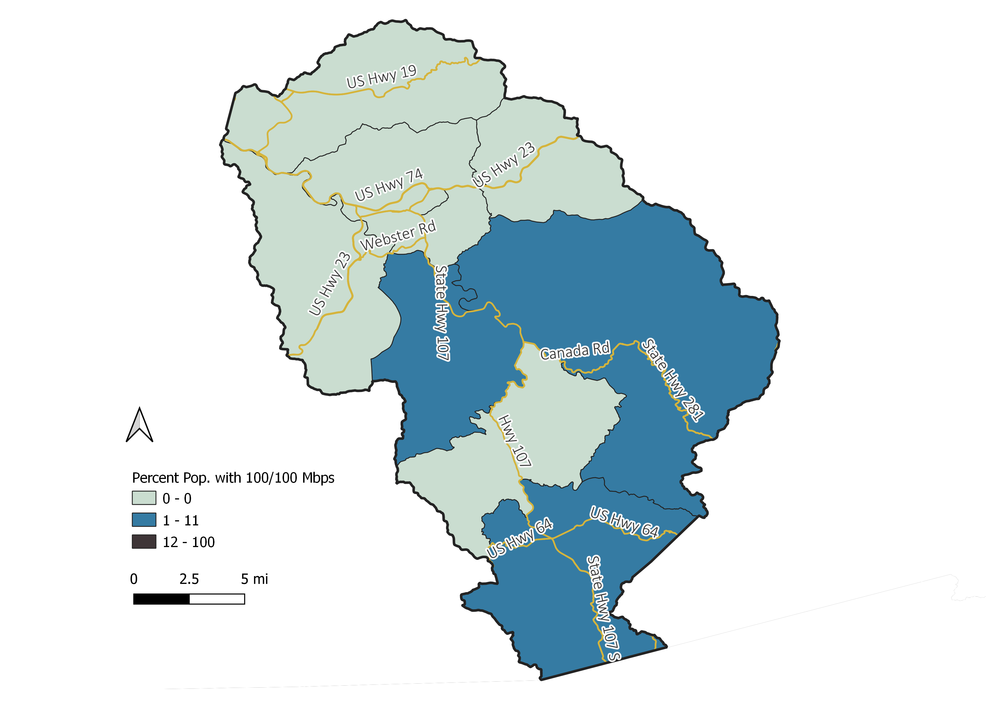 US Hwy 19
US Hwy 23
US Hwy 74
Webster Rd
US Hwy 23
State Hwy 107
Canada Rd
State Hwy 281
Hwy 107
US Hwy 64
US Hwy 64
State Hwy 107 S
Percent Pop. with 100/100 Mbps
0 - 0
1 - 11
12 - 100
0 2.5 5 mi